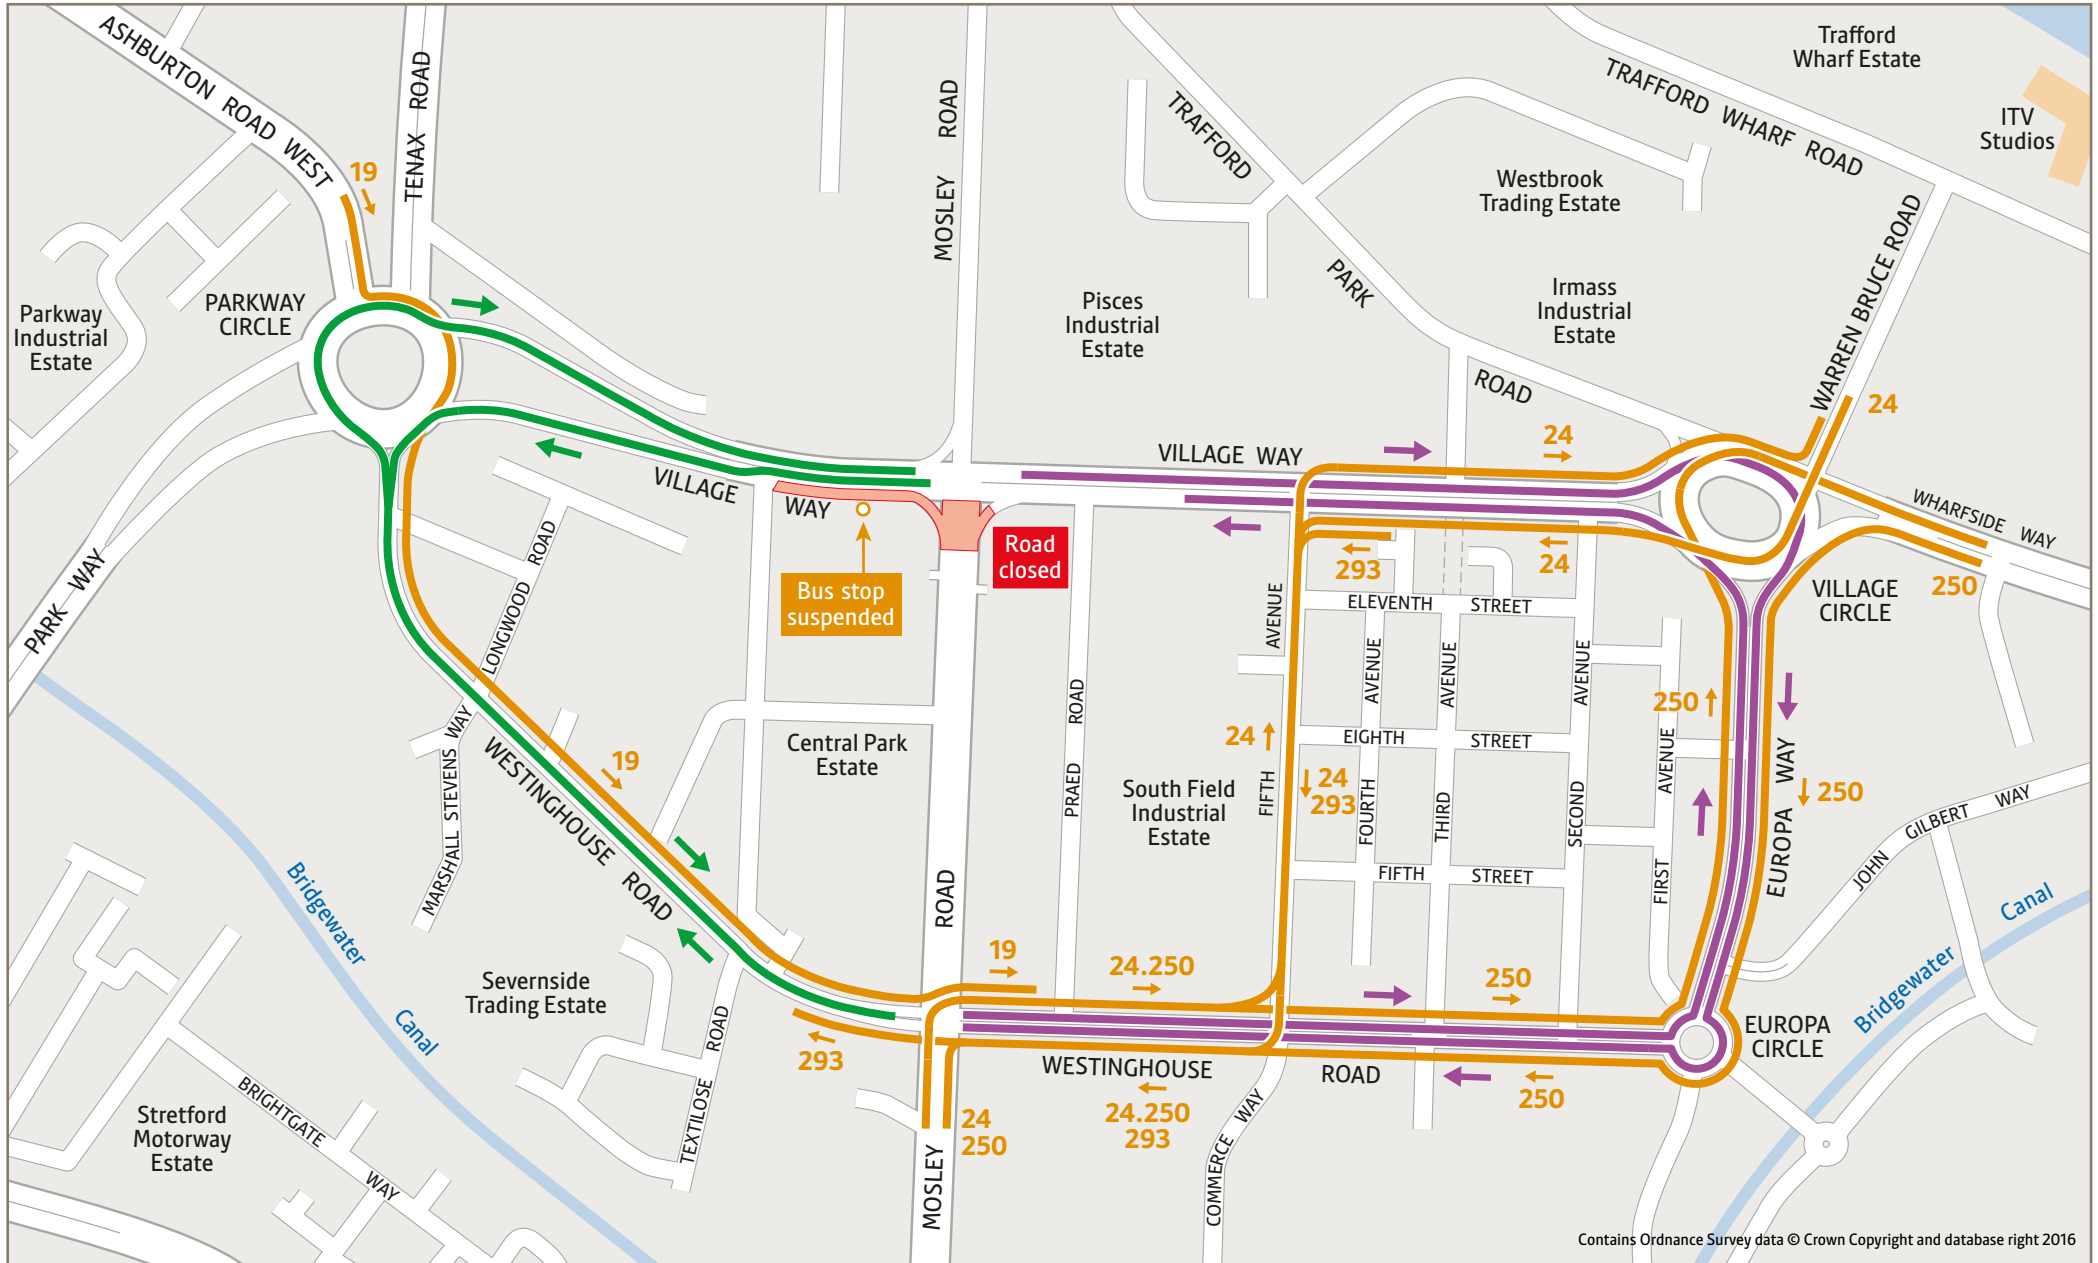 ASHBURTON ROAD WEST
TENAX ROAD
19
MOSLEY ROAD
TRAFFORD
PARK
ROAD
TRAFFORD WHARF ROAD
Trafford
Wharf Estate
ITV
Studios
Westbrook
Trading Estate
WARREN BRUCE ROAD
Irmass
Industrial
Estate
Pisces
Industrial
Estate
PARKWAY
CIRCLE
Parkway
Industrial
Estate
24
24
VILLAGE WAY
VILLAGE
WAY
WHARFSIDE WAY
Road
closed
Bus stop
suspended
293
24
250
VILLAGE
CIRCLE
PARK WAY
LONGWOOD ROAD
ELEVENTH STREET
AVENUE
AVENUE
AVENUE
AVENUE
250
AVENUE
PRAED ROAD
24
EIGHTH STREET
24
293
FIFTH
FOURTH
THIRD
SECOND
FIRST
EUROPA WAY
250
Central Park
Estate
South Field
Industrial
Estate
MARSHALL STEVENS WAY
WESTINGHOUSE ROAD
19
JOHN GILBERT WAY
FIFTH STREET
Bridgewater
Canal
Bridgewater
Canal
ROAD
19
24.250
250
Severnside
Trading Estate
TEXTILOSE ROAD
293
WESTINGHOUSE ROAD
EUROPA
CIRCLE
250
24.250
293
24
250
COMMERCE WAY
MOSLEY
Stretford
Motorway
Estate
BRIGHTGATE WAY
Contains Ordnance Survey data © Crown Copyright and database right 2016